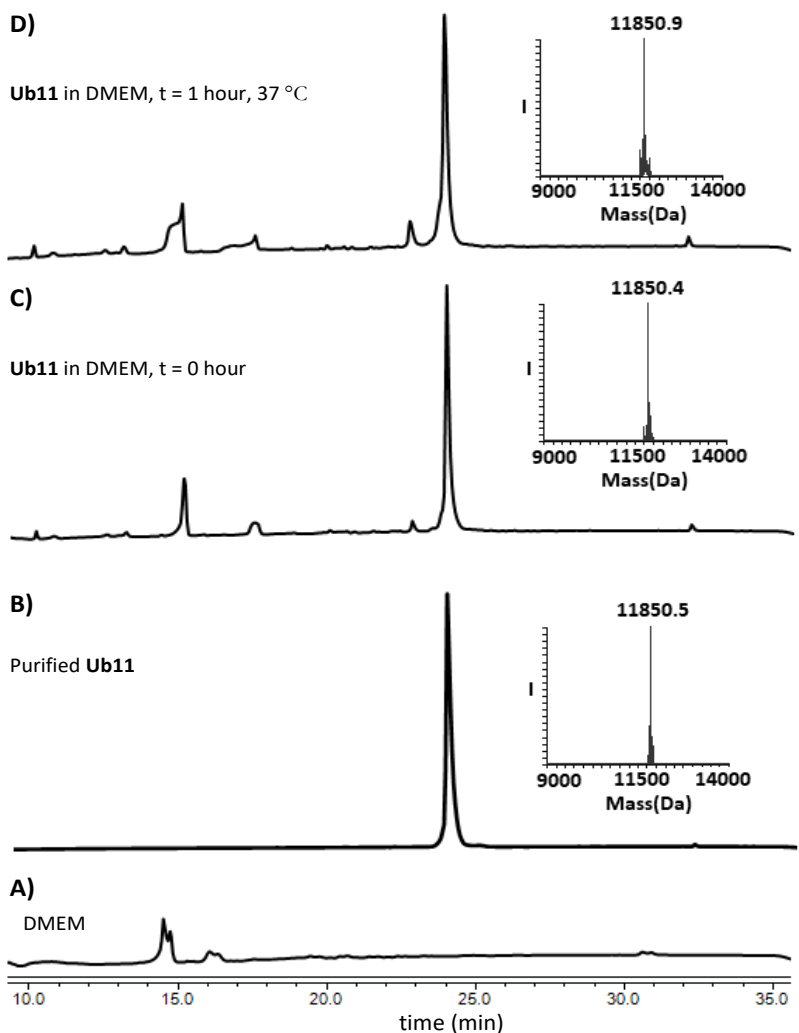 D)
11850.9
Ub11 in DMEM, t = 1 hour, 37 °C
I
9000 11500 14000
Mass(Da)
C)
11850.4
Ub11 in DMEM, t = 0 hour
I
9000 11500 14000
Mass(Da)
B)
11850.5
Purified Ub11
I
9000 11500 14000
Mass(Da)
A)
DMEM
10.0 15.0 20.0 25.0 30.0 35.0
time (min)